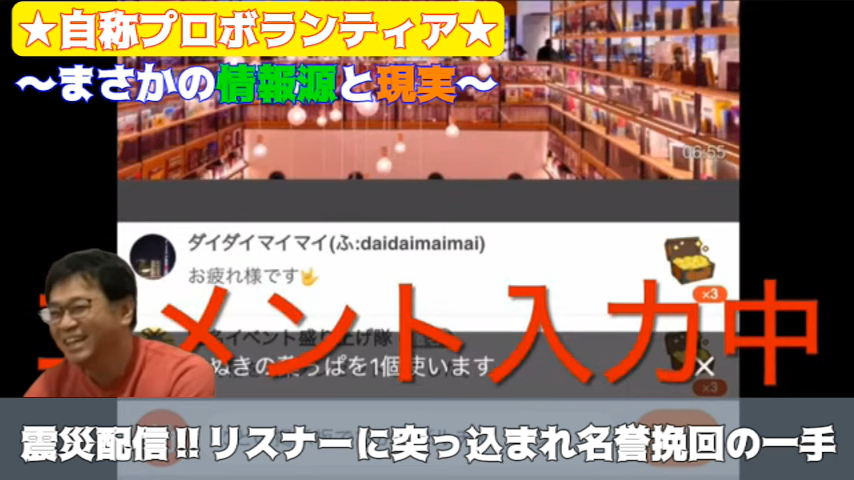 ★自称プロボランティア★
～まさかの情報源と現実～
06:55
ダイダイマイマイ(ふ:daidaimaimai)
お疲れ様です
×3
メント入力中
イベント盛り上げ隊
ぬきの葉っぱを1個使います
×3
震災配信!!リスナーに突っ込まれ名誉挽回の一手